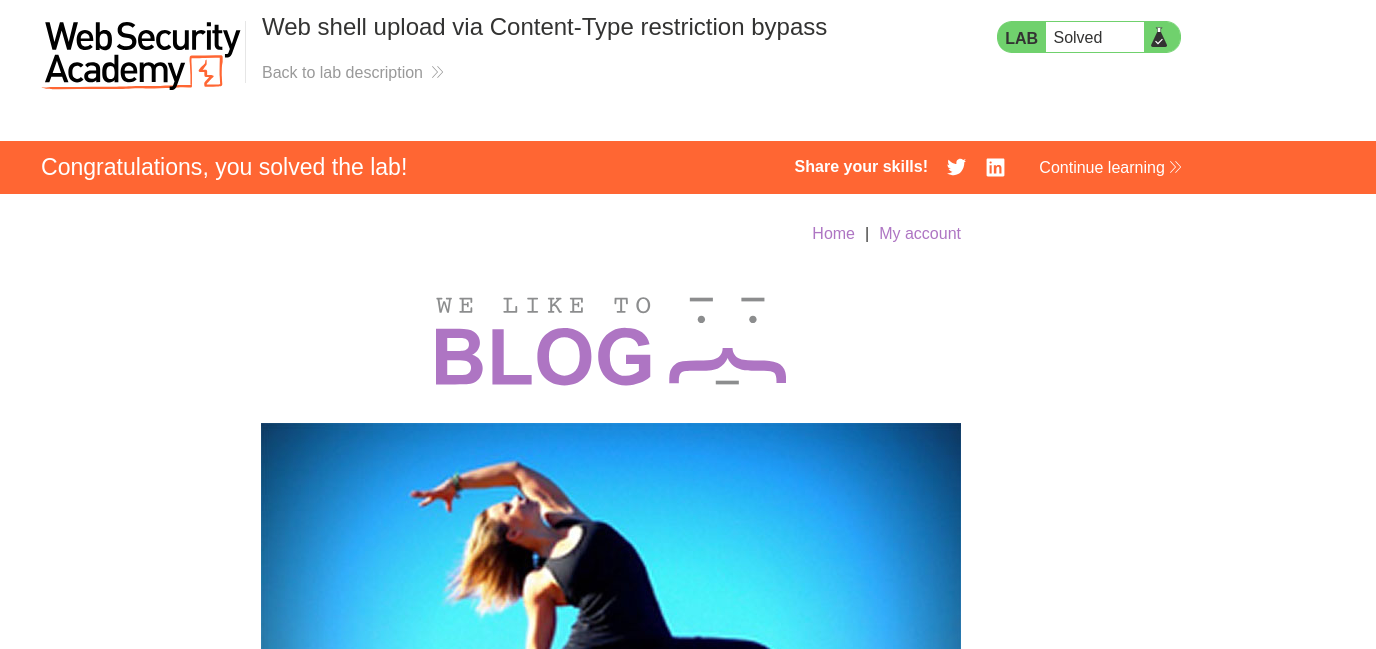 Web Security
Academy
Web shell upload via Content-Type restriction bypass
Back to lab description
LAB Solved
Congratulations, you solved the lab!
Share your skills!
Continue learning
Home | My account
WE LIKE TO
BLOG